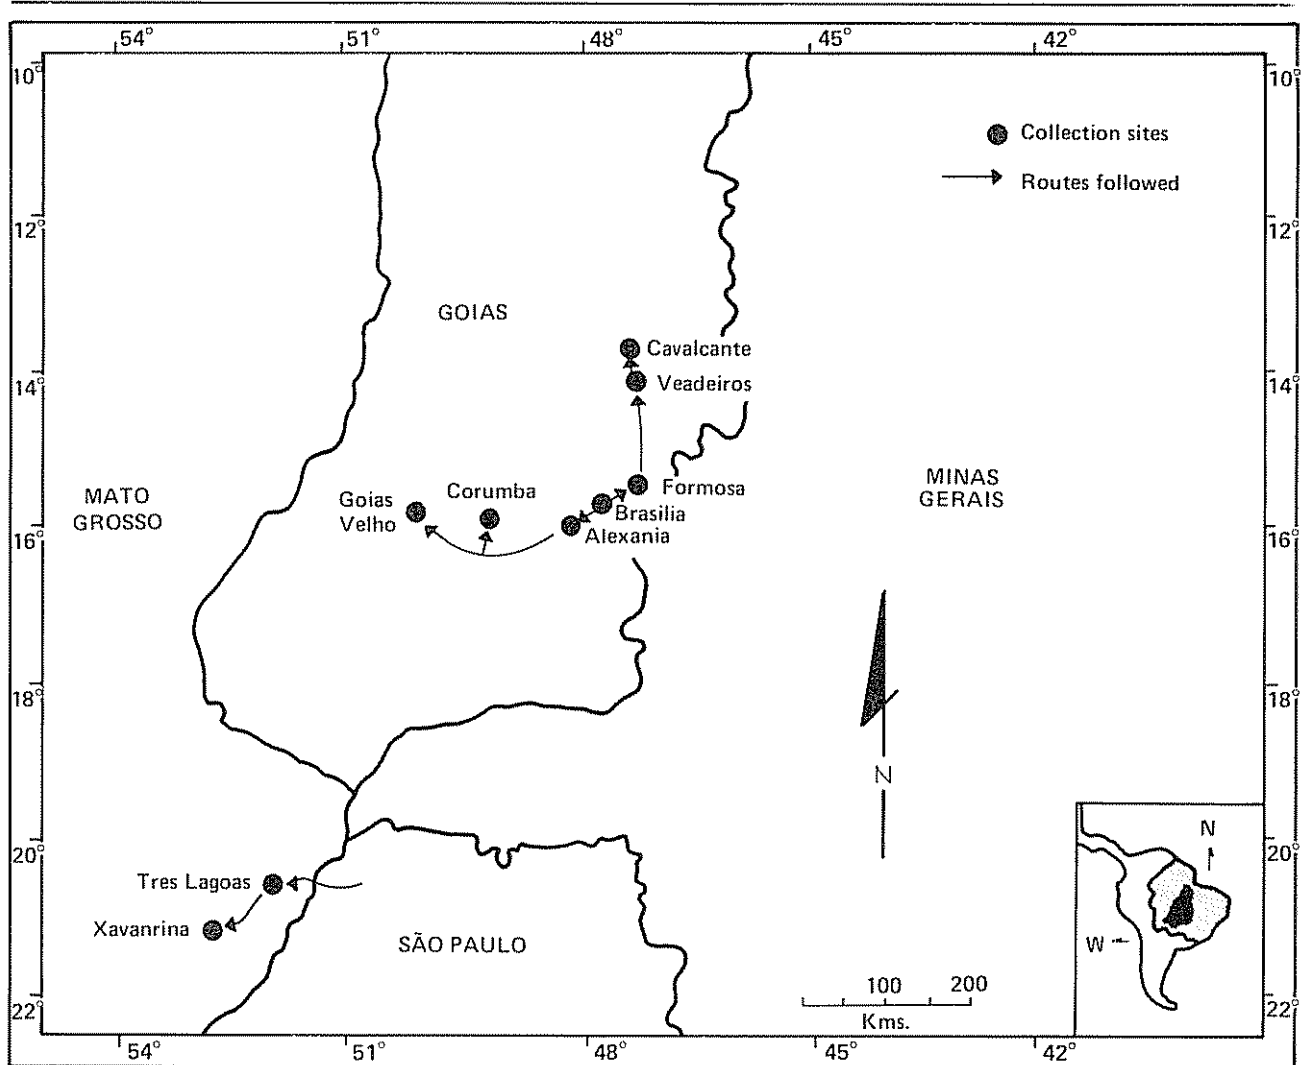 54° 51° 48° 45° 42°
10° 10°
Collection sites
Routes followed
12° 12°
GOIAS
Cavalcante
14° Veadeiros 14°
MATO
GROSSO
Goias
Velho
Corumba
Formosa
Brasilia
Alexania
MINAS
GERAIS
16° 16°
18° 18°
N
20° 20°
N
W
Tres Lagoas
Xavanrina
SÃO PAULO
100 200
Kms.
22° 22°
54° 51° 48° 45° 42°